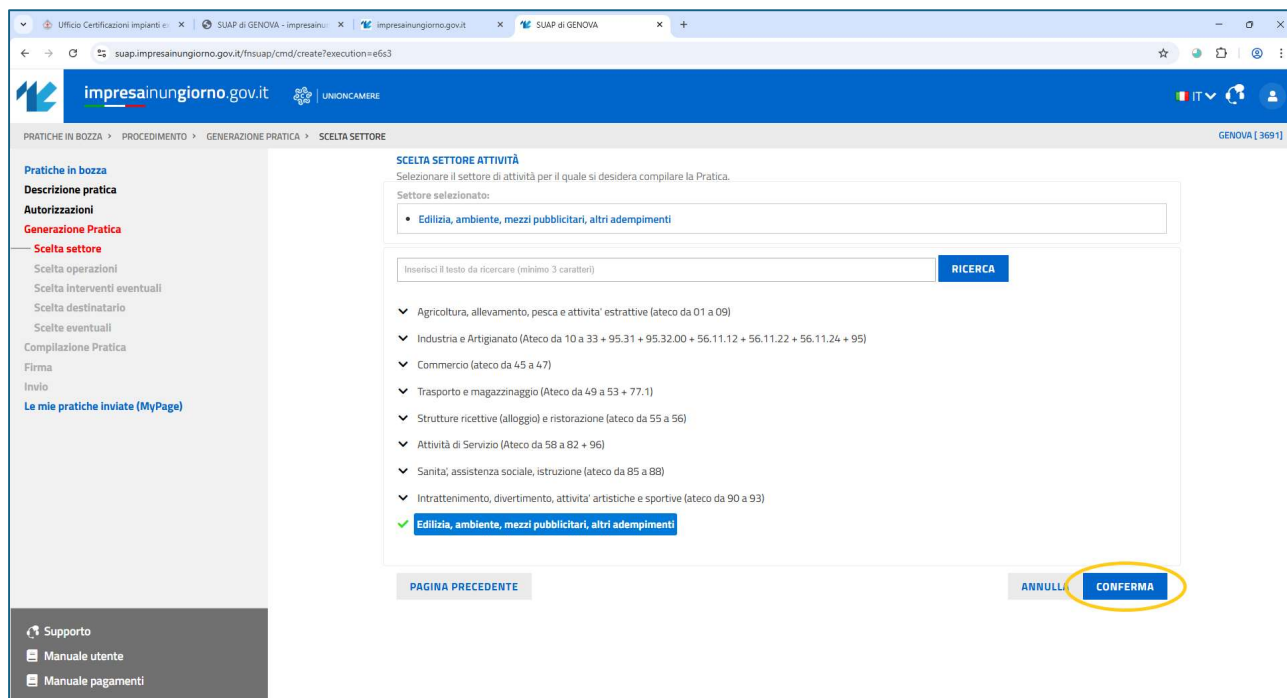 Ufficio Certificazioni impianti e
SUAP di GENOVA - impresainu
impresainungiorno.gov.it
SUAP di GENOVA
suap.impresainungiorno.gov.it/fnsuap/cmd/create?execution=e6s3
impresainungiorno.gov.it
UNIONCAMERE
IT
PRATICHE IN BOZZA > PROCEDIMENTO > GENERAZIONE PRATICA > SCELTA SETTORE
GENOVA [ 3691]
Pratiche in bozza
Descrizione pratica
Autorizzazioni
Generazione Pratica
Scelta settore
Scelta operazioni
Scelta interventi eventuali
Scelta destinatario
Scelte eventuali
Compilazione Pratica
Firma
Invio
Le mie pratiche inviate (MyPage)
Supporto
Manuale utente
Manuale pagamenti
SCELTA SETTORE ATTIVITÀ
Selezionare il settore di attività per il quale si desidera compilare la Pratica.
Settore selezionato:
• Edilizia, ambiente, mezzi pubblicitari, altri adempimenti
Inserisci il testo da ricercare (minimo 3 caratteri)
RICERCA
Agricoltura, allevamento, pesca e attivita' estrattive (ateco da 01 a 09)
Industria e Artigianato (Ateco da 10 a 33 + 95.31 + 95.32.00 + 56.11.12 + 56.11.22 + 56.11.24 + 95)
Commercio (ateco da 45 a 47)
Trasporto e magazzinaggio (Ateco da 49 a 53 + 77.1)
Strutture ricettive (alloggio) e ristorazione (ateco da 55 a 56)
Attività di Servizio (Ateco da 58 a 82 + 96)
Sanita', assistenza sociale, istruzione (ateco da 85 a 88)
Intrattenimento, divertimento, attivita' artistiche e sportive (ateco da 90 a 93)
Edilizia, ambiente, mezzi pubblicitari, altri adempimenti
PAGINA PRECEDENTE
ANNULLA
CONFERMA